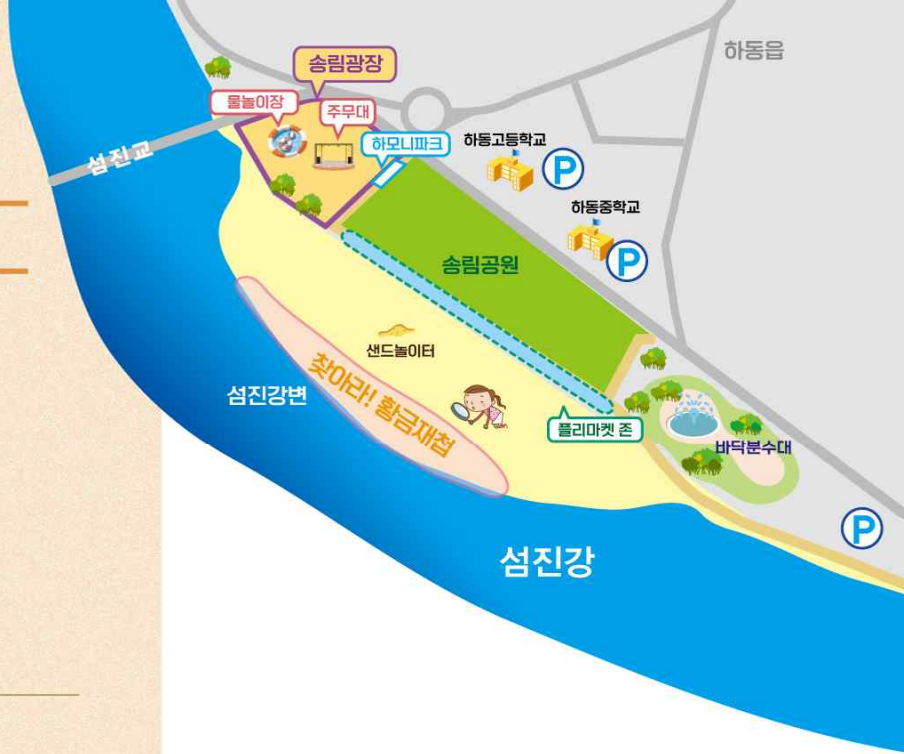 하동읍
송림광장
물놀이장
주무대
하모니파크
하동고등학교
P
섬진교
하동중학교
P
송림공원
샌드놀이터
찾아라! 황금재첩
섬진강변
플리마켓 존
바닥분수대
P
섬진강